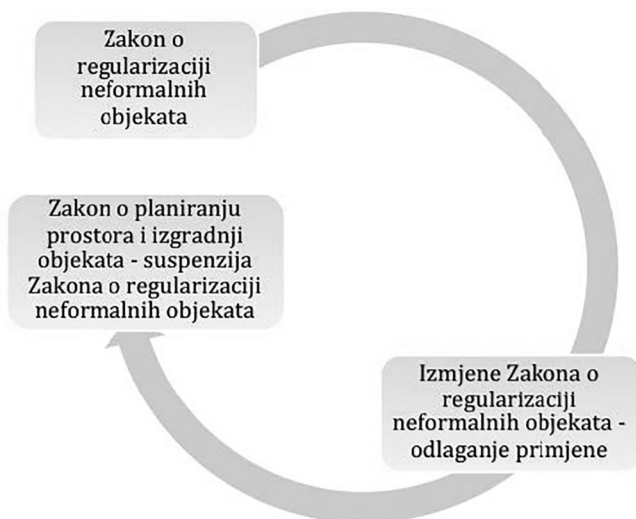 Zakon o
regularizaciji
neformalnih
objekata
Zakon o planiranju
prostora i izgradnji
objekata - suspenzija
Zakona o regularizaciji
neformalnih objekata
Izmjene Zakona o
regularizaciji
neformalnih objekata -
odlaganje primjene